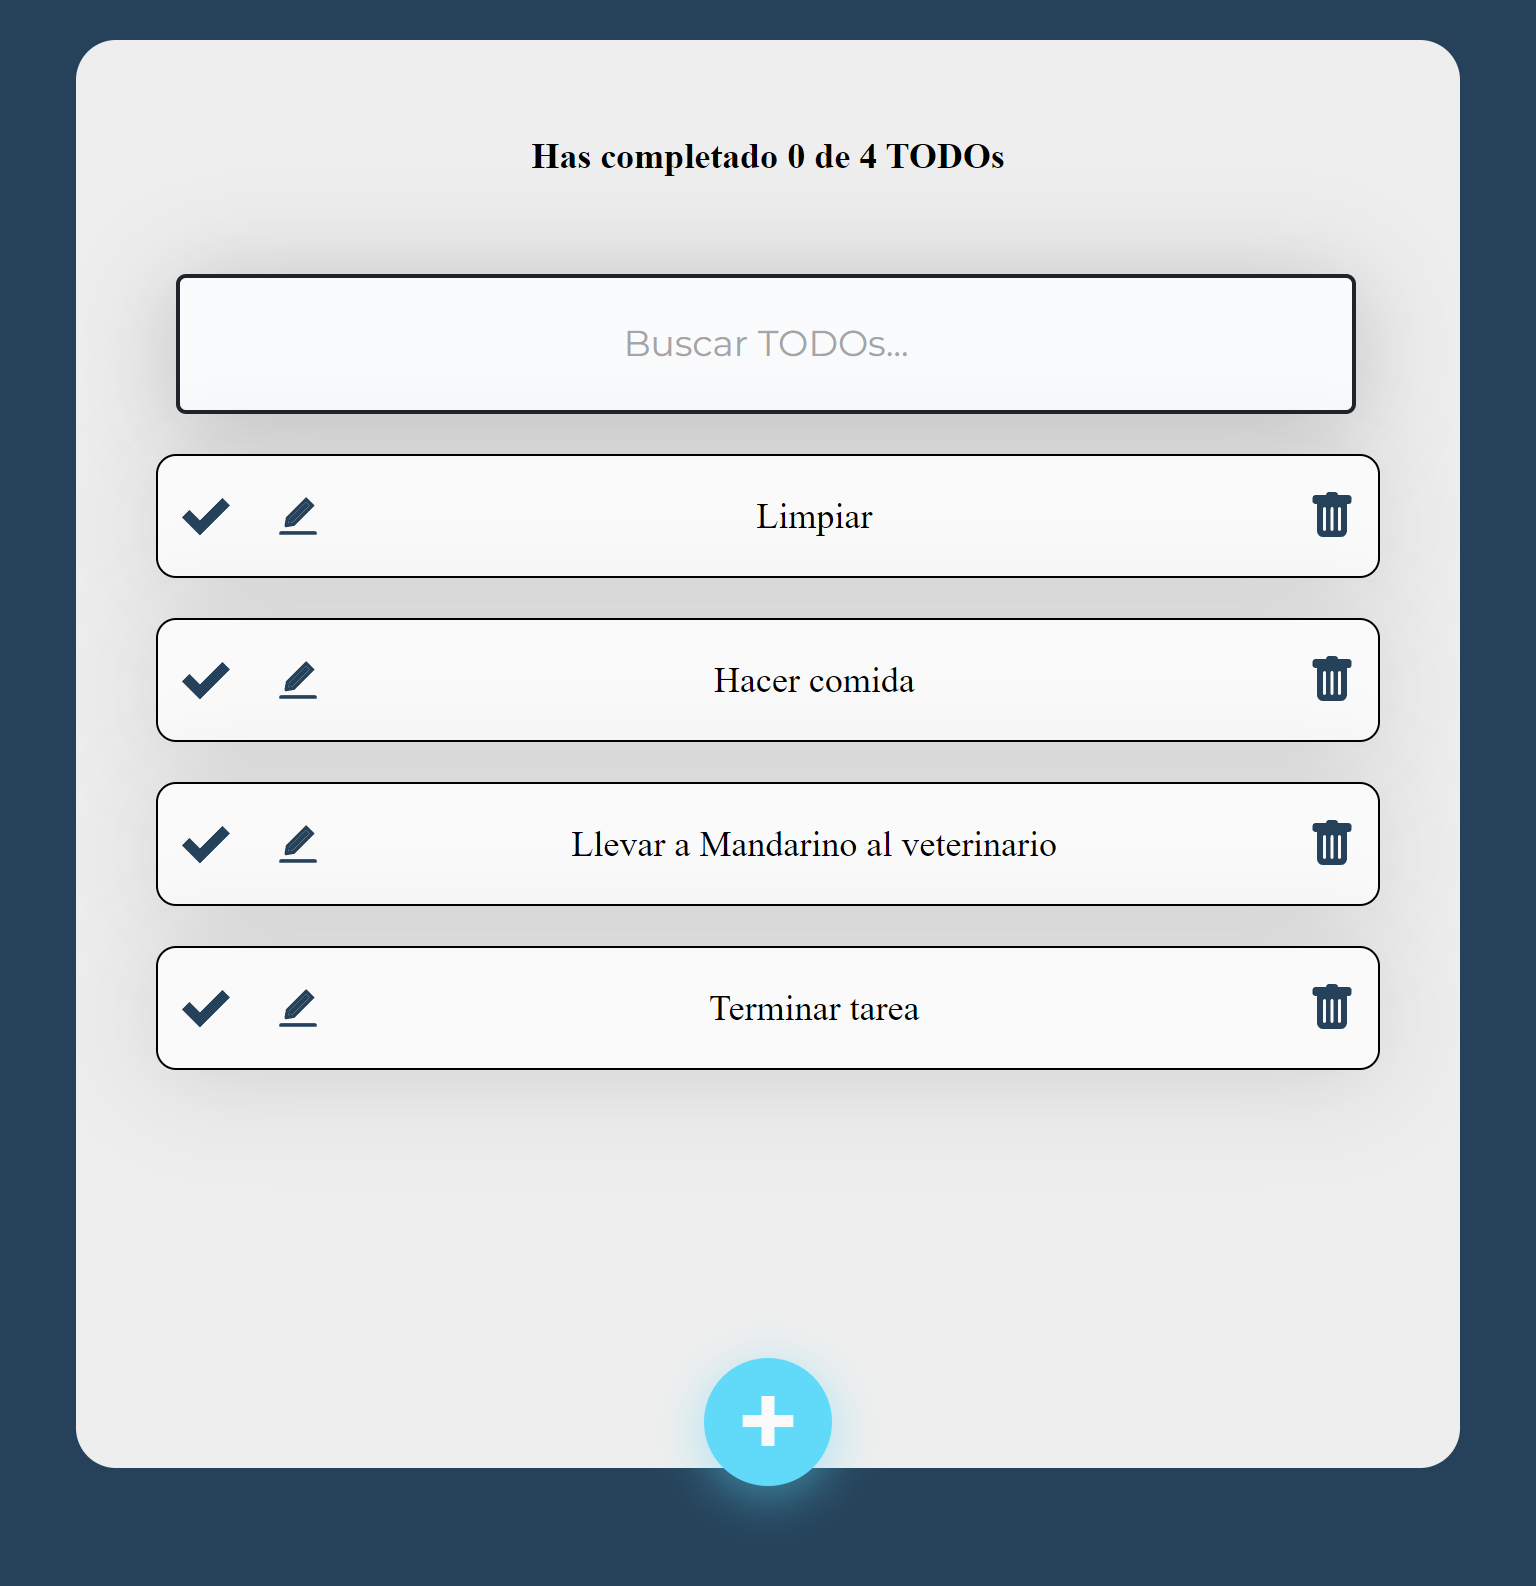 Has completado 0 de 4 TODOs
Buscar TODOs...
Limpiar
Hacer comida
Llevar a Mandarino al veterinario
Terminar tarea